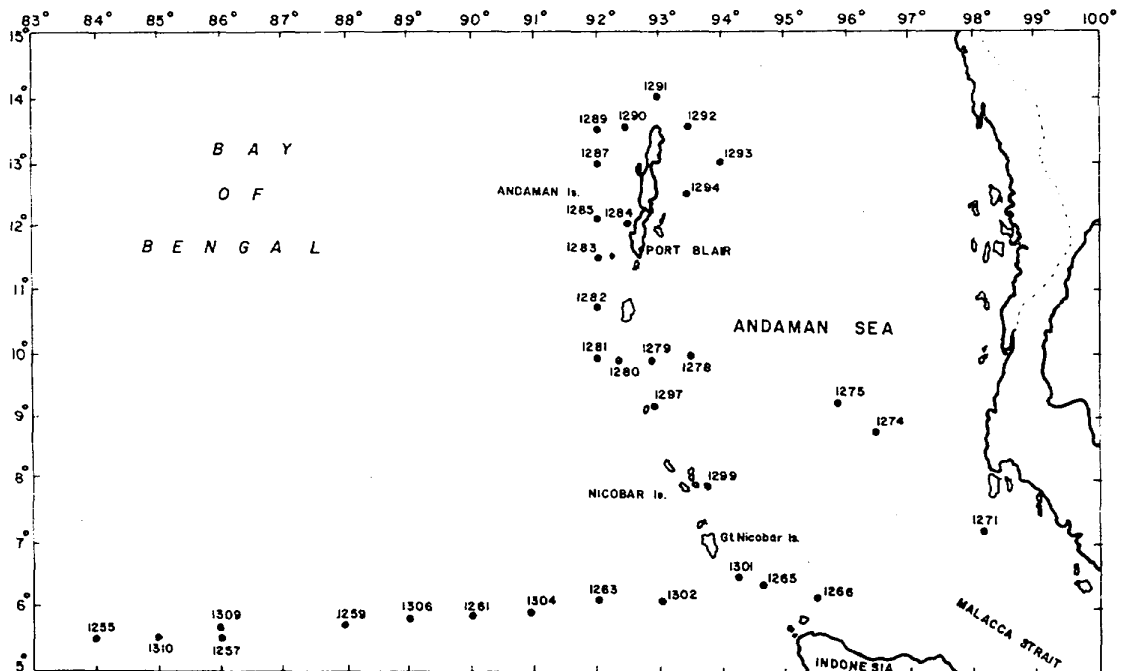 83° 84° 85° 86° 87° 88° 89° 90° 91° 92° 93° 94° 95° 96° 97° 98° 99° 100°
15°
1291
14°
1289 1290 1292
B A Y
1287 1293
13°
ANDAMAN Is. 1294
O F
1285 1284
12°
B E N G A L
1283 PORT BLAIR
11°
1282
ANDAMAN SEA
10°
1281 1279
1280 1278
1297 1275
9°
1274
8°
1299
NICOBAR Is.
1271
7°
Gt Nicobar Is.
1301 1265
6°
1255 1309 1259 1306 1261 1304 1263 1302 1266
1310 1257
MALACCA STRAIT
5°
INDONESIA